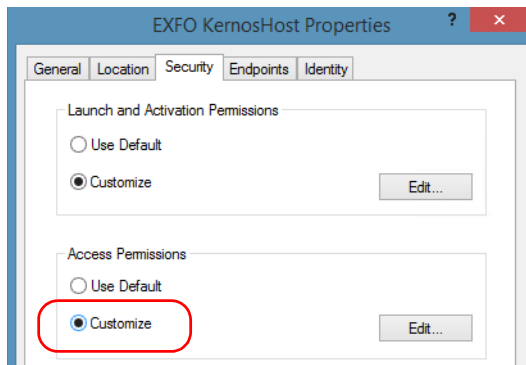 EXFO KernosHost Properties ? ×
General Location Security Endpoints Identity
Launch and Activation Permissions
Use Default
Customize
Edit...
Access Permissions
Use Default
Customize
Edit...